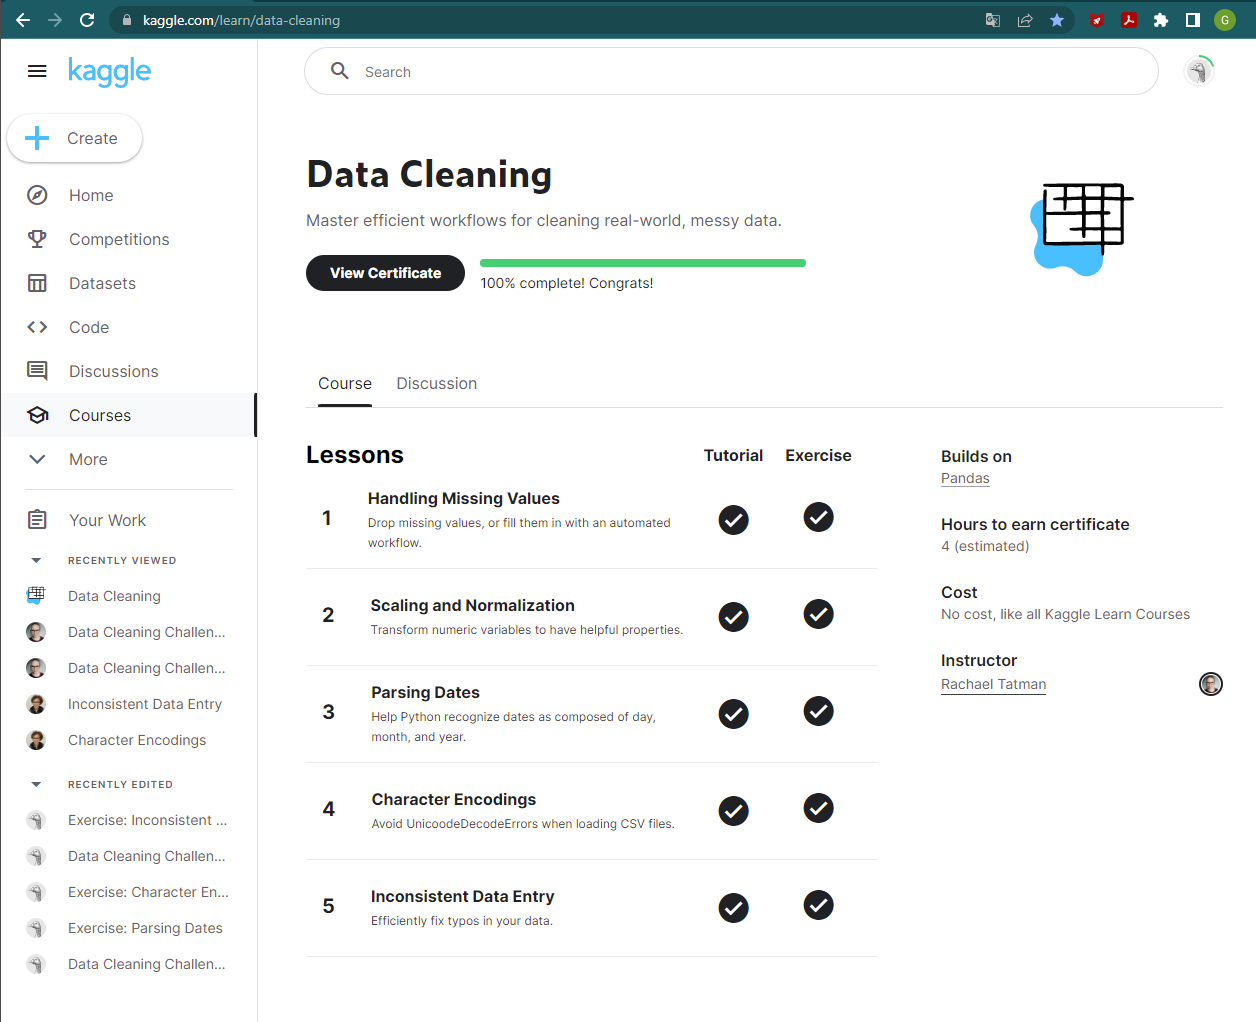 kaggle.com/learn/data-cleaning
G
kaggle
Search
Create
Home
Competitions
Datasets
Code
Discussions
Courses
More
Your Work
RECENTLY VIEWED
Data Cleaning
Data Cleaning Challen...
Data Cleaning Challen...
Inconsistent Data Entry
Character Encodings
RECENTLY EDITED
Exercise: Inconsistent ...
Data Cleaning Challen...
Exercise: Character En...
Exercise: Parsing Dates
Data Cleaning Challen...
Data Cleaning
Master efficient workflows for cleaning real-world, messy data.
View Certificate
100% complete! Congrats!
Course Discussion
Lessons Tutorial Exercise
1 Handling Missing Values
Drop missing values, or fill them in with an automated
workflow.
2 Scaling and Normalization
Transform numeric variables to have helpful properties.
3 Parsing Dates
Help Python recognize dates as composed of day,
month, and year.
4 Character Encodings
Avoid UnicoodeDecodeErrors when loading CSV files.
5 Inconsistent Data Entry
Efficiently fix typos in your data.
Builds on
Pandas
Hours to earn certificate
4 (estimated)
Cost
No cost, like all Kaggle Learn Courses
Instructor
Rachael Tatman